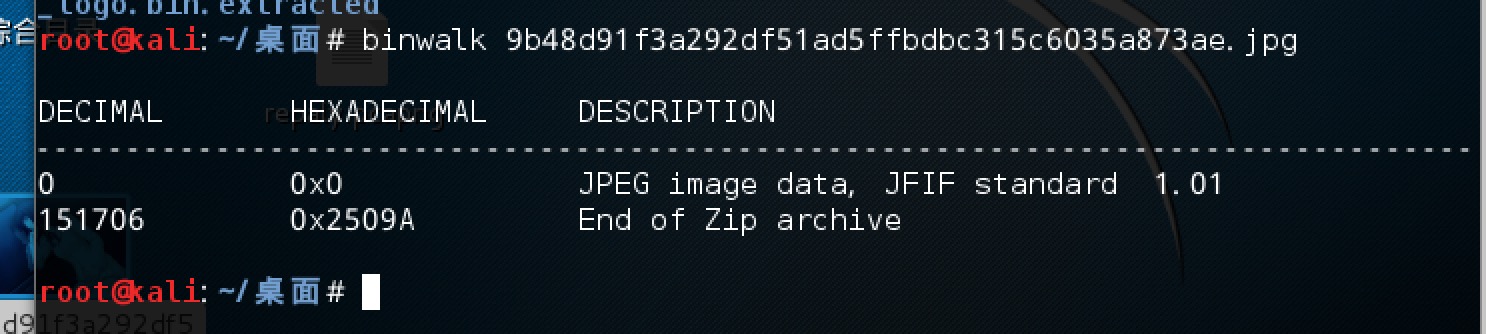 _logo.bin.extracted
综合
root@kali:~/桌面# binwalk 9b48d91f3a292df51ad5ffbdbc315c6035a873ae.jpg
DECIMAL HEXADECIMAL DESCRIPTION
--------------------------------------------------------------------------------
0 0x0 JPEG image data, JFIF standard 1.01
151706 0x2509A End of Zip archive
root@kali:~/桌面#
d91f3a292df5